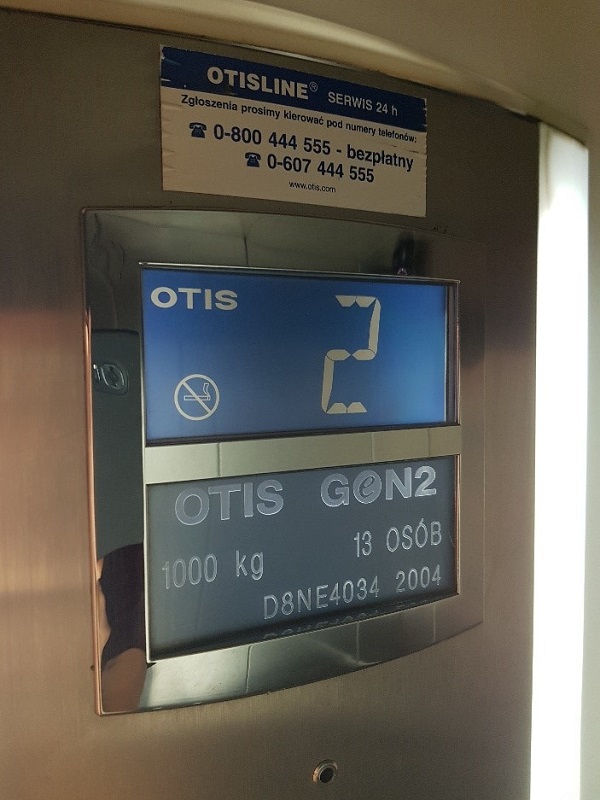 OTISLINE® SERWIS 24 h
Zgłoszenia prosimy kierować pod numery telefonów:
☎ 0-800 444 555 - bezpłatny
☎ 0-607 444 555
www.otis.com
OTIS
2
OTIS GeN2
1000 kg 13 OSÓB
D8NE4034 2004